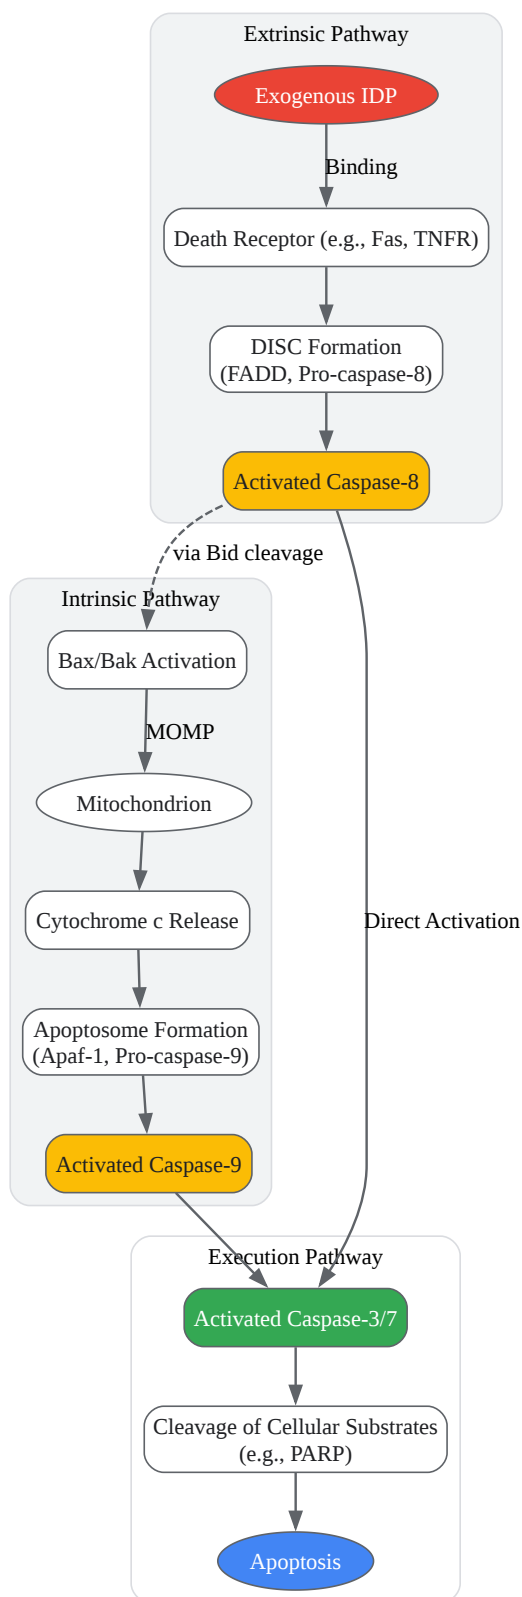 Extrinsic Pathway
Exogenous IDP
Binding
Death Receptor (e.g., Fas, TNFR)
DISC Formation
(FADD, Pro-caspase-8)
Activated Caspase-8
via Bid cleavage
Intrinsic Pathway
Bax/Bak Activation
MOMP
Mitochondrion
Cytochrome c Release
Direct Activation
Apoptosome Formation
(Apaf-1, Pro-caspase-9)
Activated Caspase-9
Execution Pathway
Activated Caspase-3/7
Cleavage of Cellular Substrates
(e.g., PARP)
Apoptosis